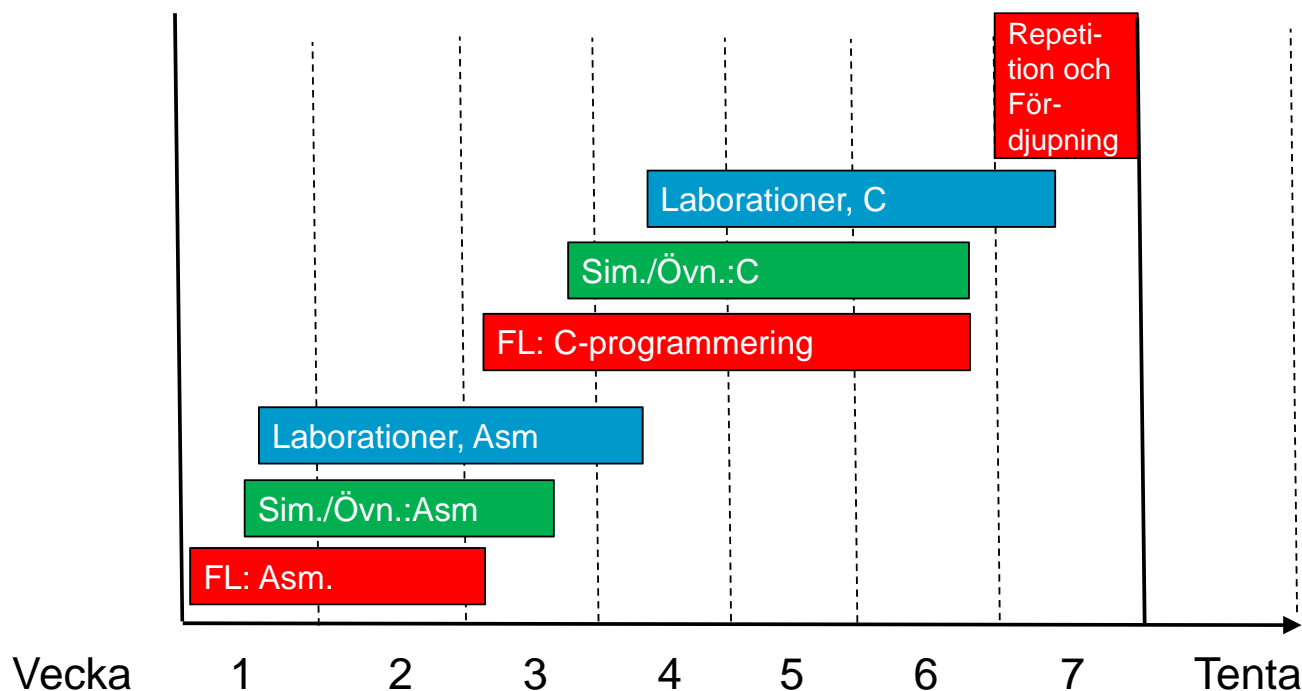 Repeti-
tion och
För-
djupning
Laborationer, C
Sim./Övn.:C
FL: C-programmering
Laborationer, Asm
Sim./Övn.:Asm
FL: Asm.
Vecka 1 2 3 4 5 6 7 Tenta